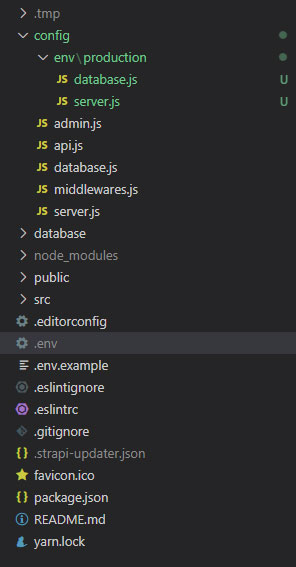 .tmp
config
env\production
JS database.js U
JS server.js U
JS admin.js
JS api.js
JS database.js
JS middlewares.js
JS server.js
database
node_modules
public
src
.editorconfig
.env
.env.example
.eslintignore
.eslintrc
.gitignore
{} .strapi-updater.json
favicon.ico
{} package.json
README.md
yarn.lock